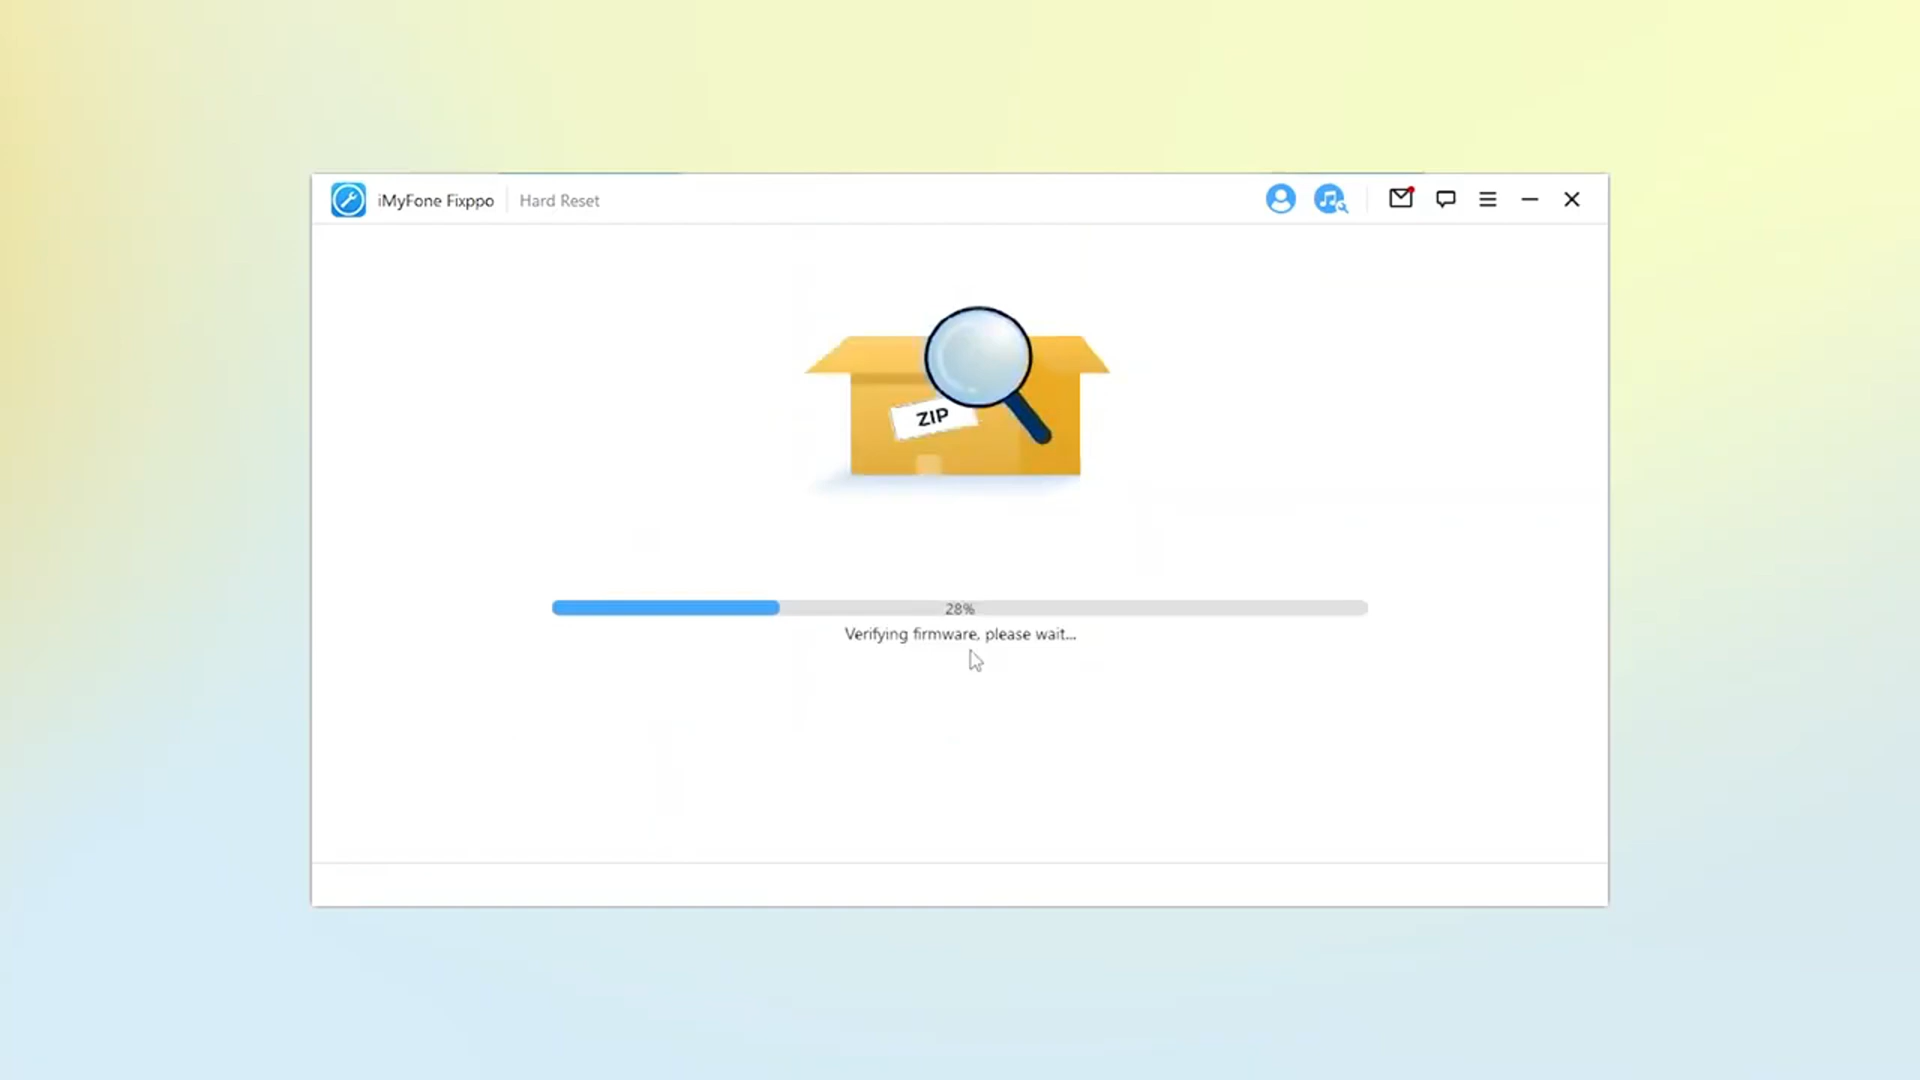 iMyFone Fixppo
Hard Reset
ZIP
28%
Verifying firmware, please wait...